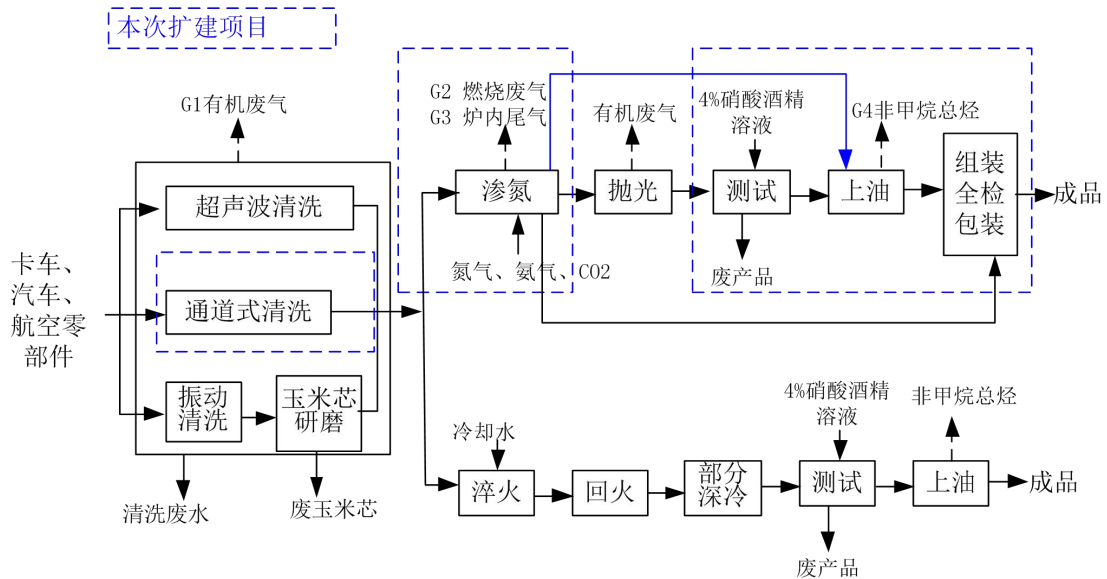 本次扩建项目
G1有机废气
G2 燃烧废气
G3 炉内尾气
有机废气
4%硝酸酒精
溶液
G4非甲烷总烃
超声波清洗
渗氮
抛光
测试
上油
组装
全检
包装
成品
氮气、氨气、CO2
废产品
卡车、
汽车、
航空零
部件
通道式清洗
振动
清洗
玉米芯
研磨
清洗废水
废玉米芯
冷却水
4%硝酸酒精
溶液
非甲烷总烃
淬火
回火
部分
深冷
测试
上油
成品
废产品